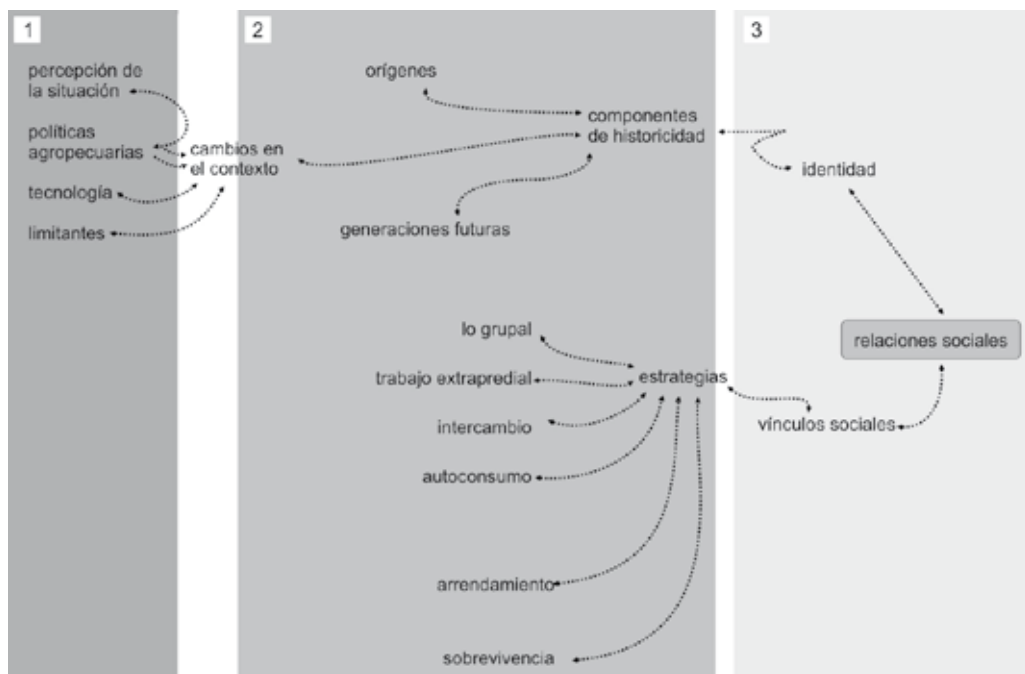 1
percepción de
la situación
políticas
agropecuarias
tecnología
limitantes
cambios en
el contexto
2
orígenes
componentes
de historicidad
generaciones futuras
lo grupal
trabajo extrapredial
estrategias
intercambio
autoconsumo
arrendamiento
sobrevivencia
3
identidad
relaciones sociales
vínculos sociales